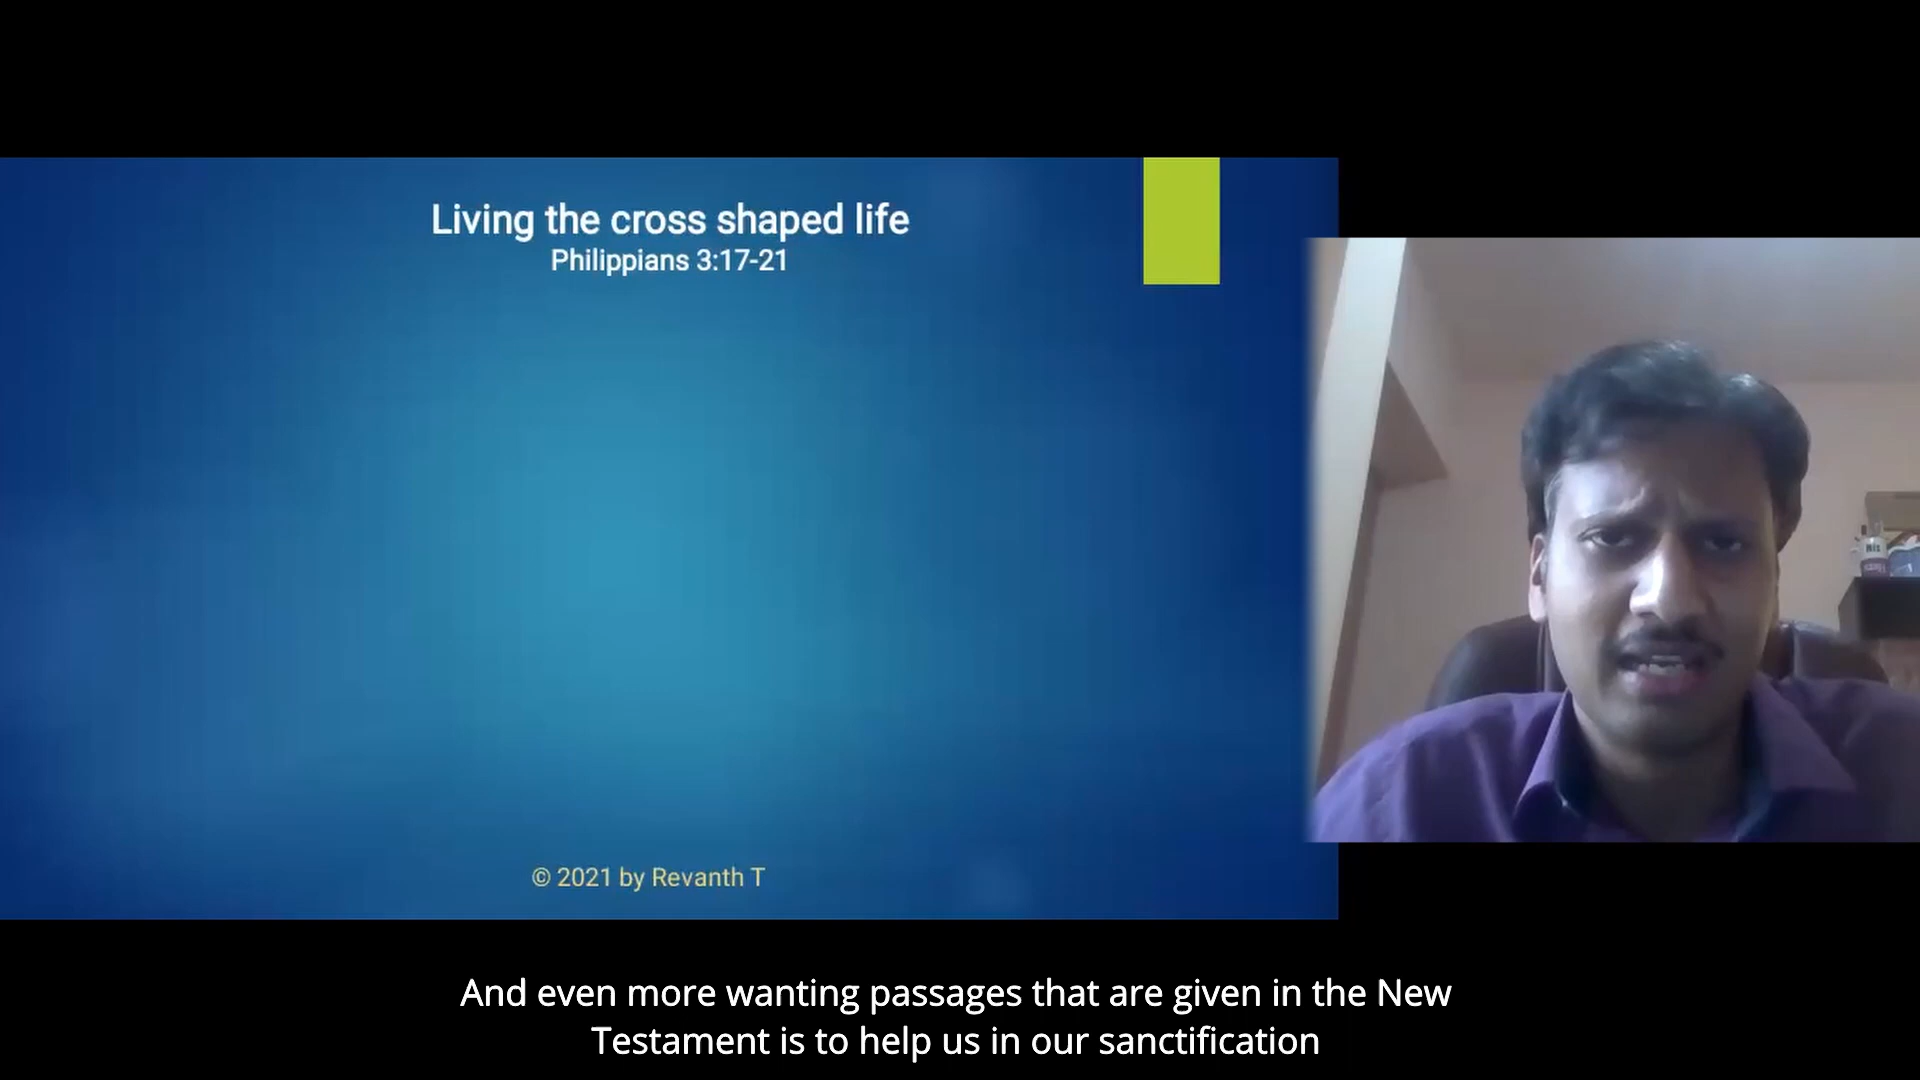 Living the cross shaped life
Philippians 3:17-21
© 2021 by Revanth T
And even more wanting passages that are given in the New
Testament is to help us in our sanctification